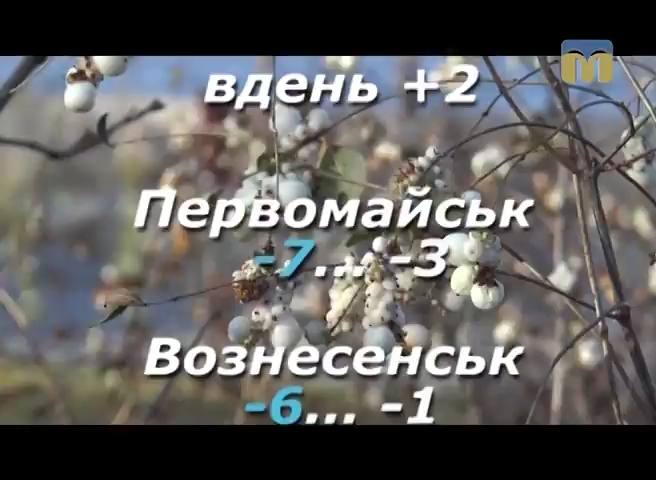 вдень +2
Первомайськ
-7... -3
Вознесенськ
-6... -1